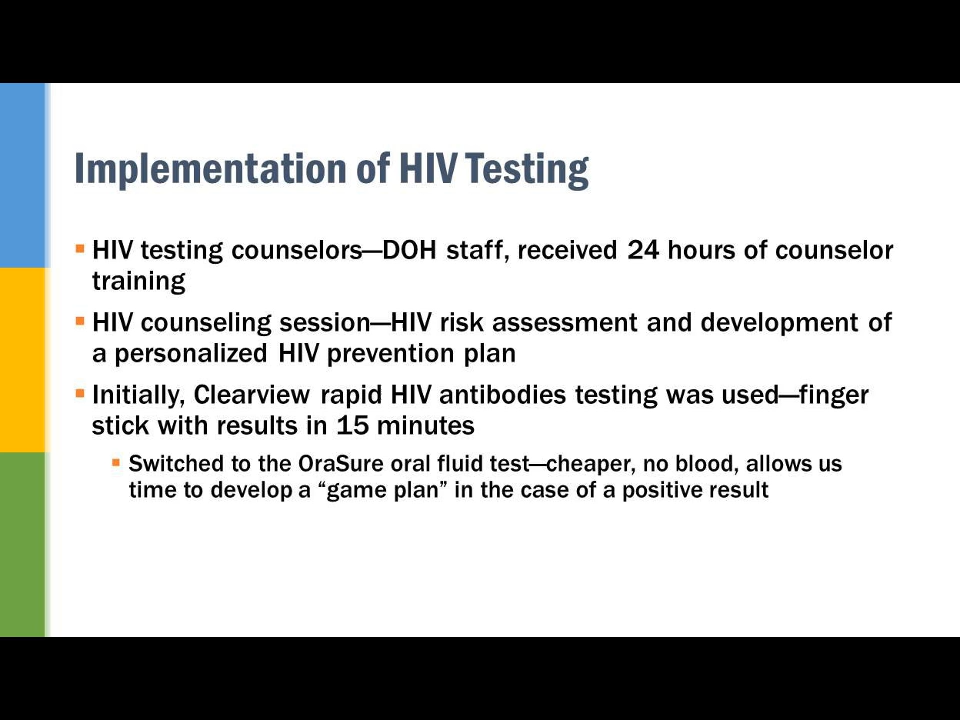 Implementation of HIV Testing
▪ HIV testing counselors—DOH staff, received 24 hours of counselor
training
▪ HIV counseling session—HIV risk assessment and development of
a personalized HIV prevention plan
▪ Initially, Clearview rapid HIV antibodies testing was used—finger
stick with results in 15 minutes
▪ Switched to the OraSure oral fluid test—cheaper, no blood, allows us
time to develop a “game plan” in the case of a positive result